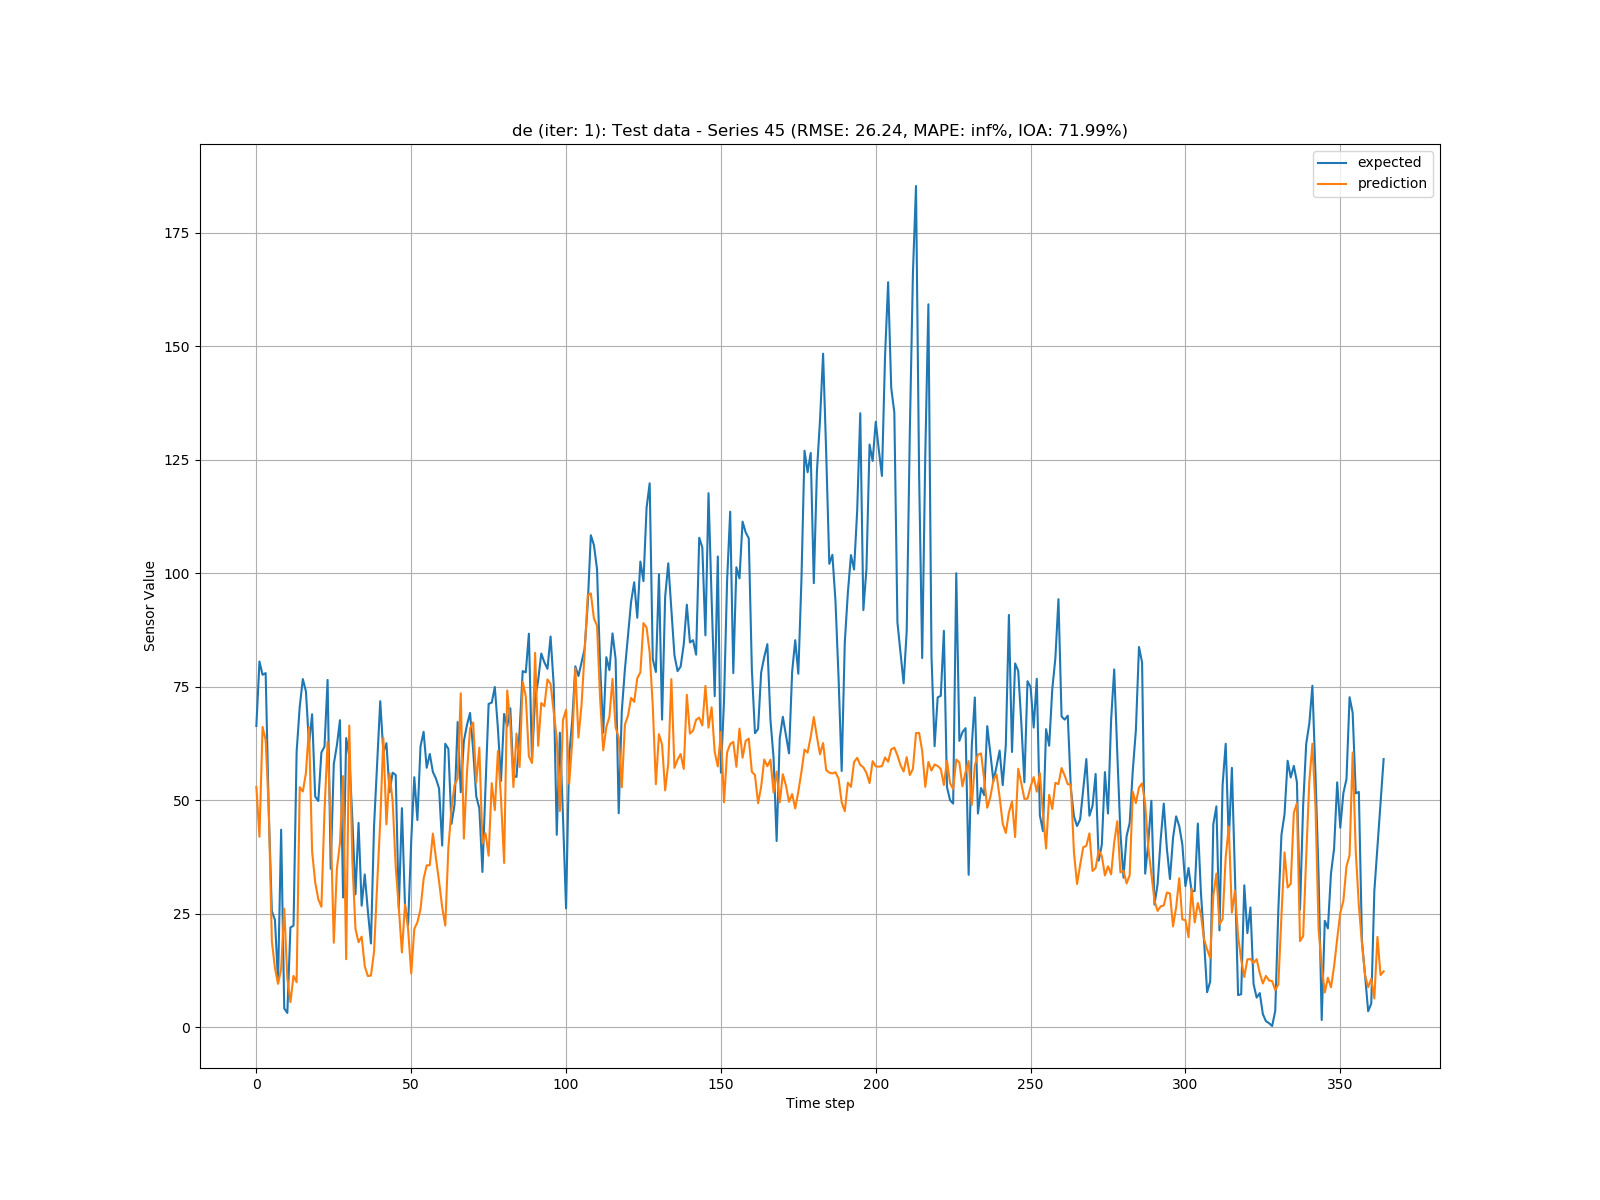 de (iter: 1): Test data - Series 45 (RMSE: 26.24, MAPE: inf%, IOA: 71.99%)
expected
prediction
175
150
125
100
75
50
25
0
Sensor Value
0 50 100 150 200 250 300 350
Time step